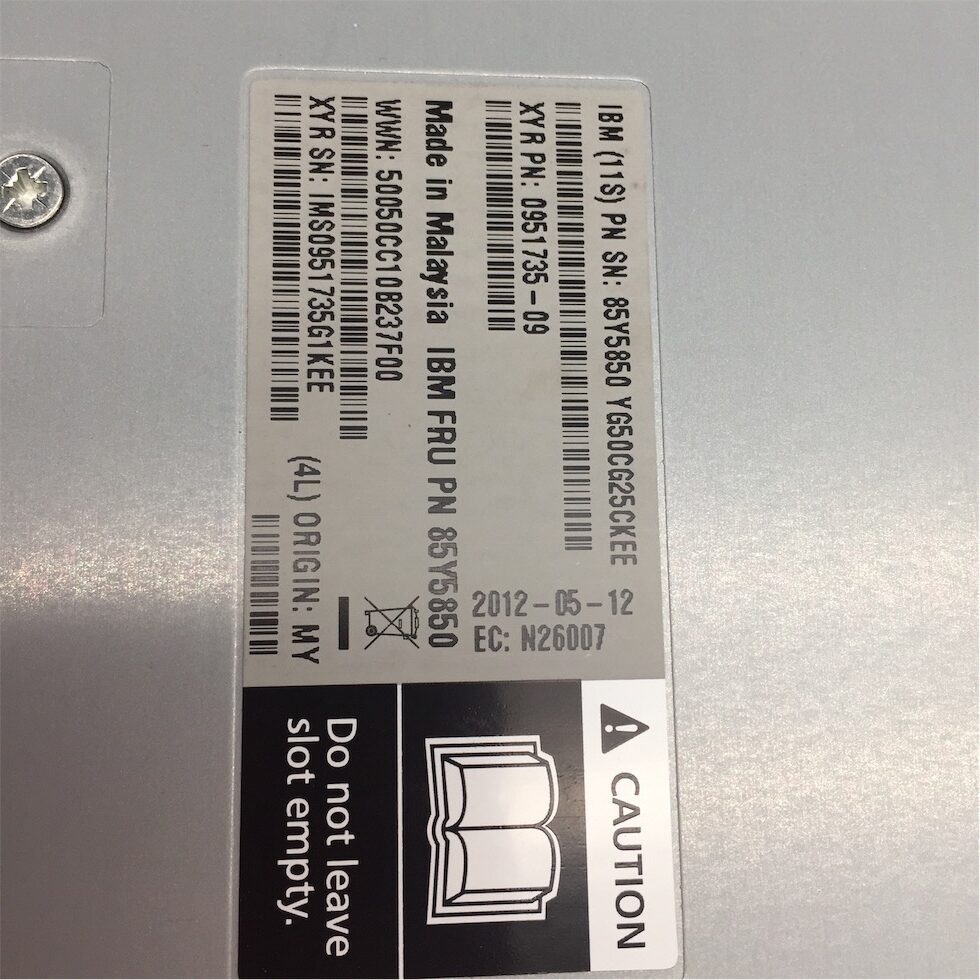 IBM (11S) PN SN: 85Y5850 YG50CG25CKEE
XYR PN: 0951735-09
2012-05-12
EC: N26007
Made in Malaysia IBM FRU PN 85Y5850
WWN: 50050CC10B237F00
XYR SN: IMS0951735G1KEE
(4L) ORIGIN: MY
CAUTION
Do not leave
slot empty.